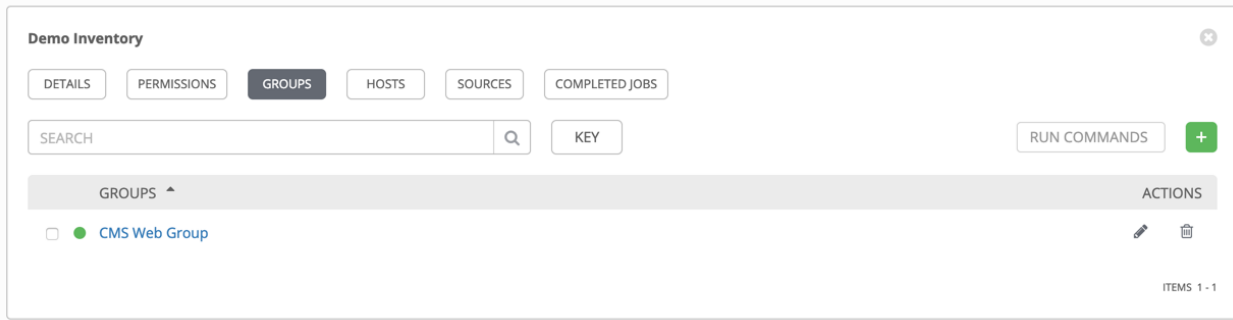 Demo Inventory
DETAILS PERMISSIONS GROUPS HOSTS SOURCES COMPLETED JOBS
SEARCH KEY RUN COMMANDS +
GROUPS ACTIONS
CMS Web Group
ITEMS 1 - 1